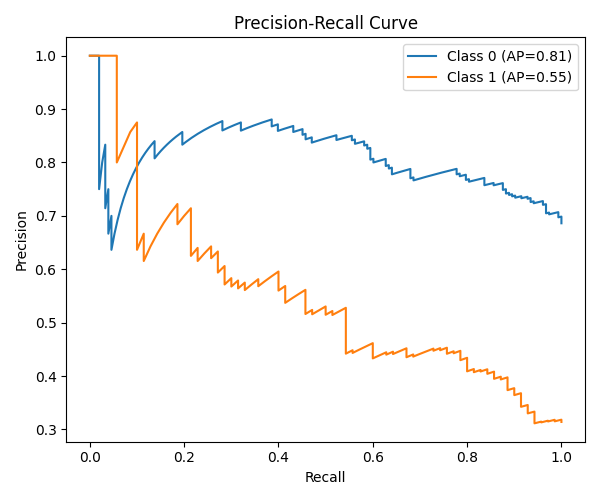 Precision-Recall Curve
Class 0 (AP=0.81)
Class 1 (AP=0.55)
Precision
1.0
0.9
0.8
0.7
0.6
0.5
0.4
0.3
0.0 0.2 0.4 0.6 0.8 1.0
Recall